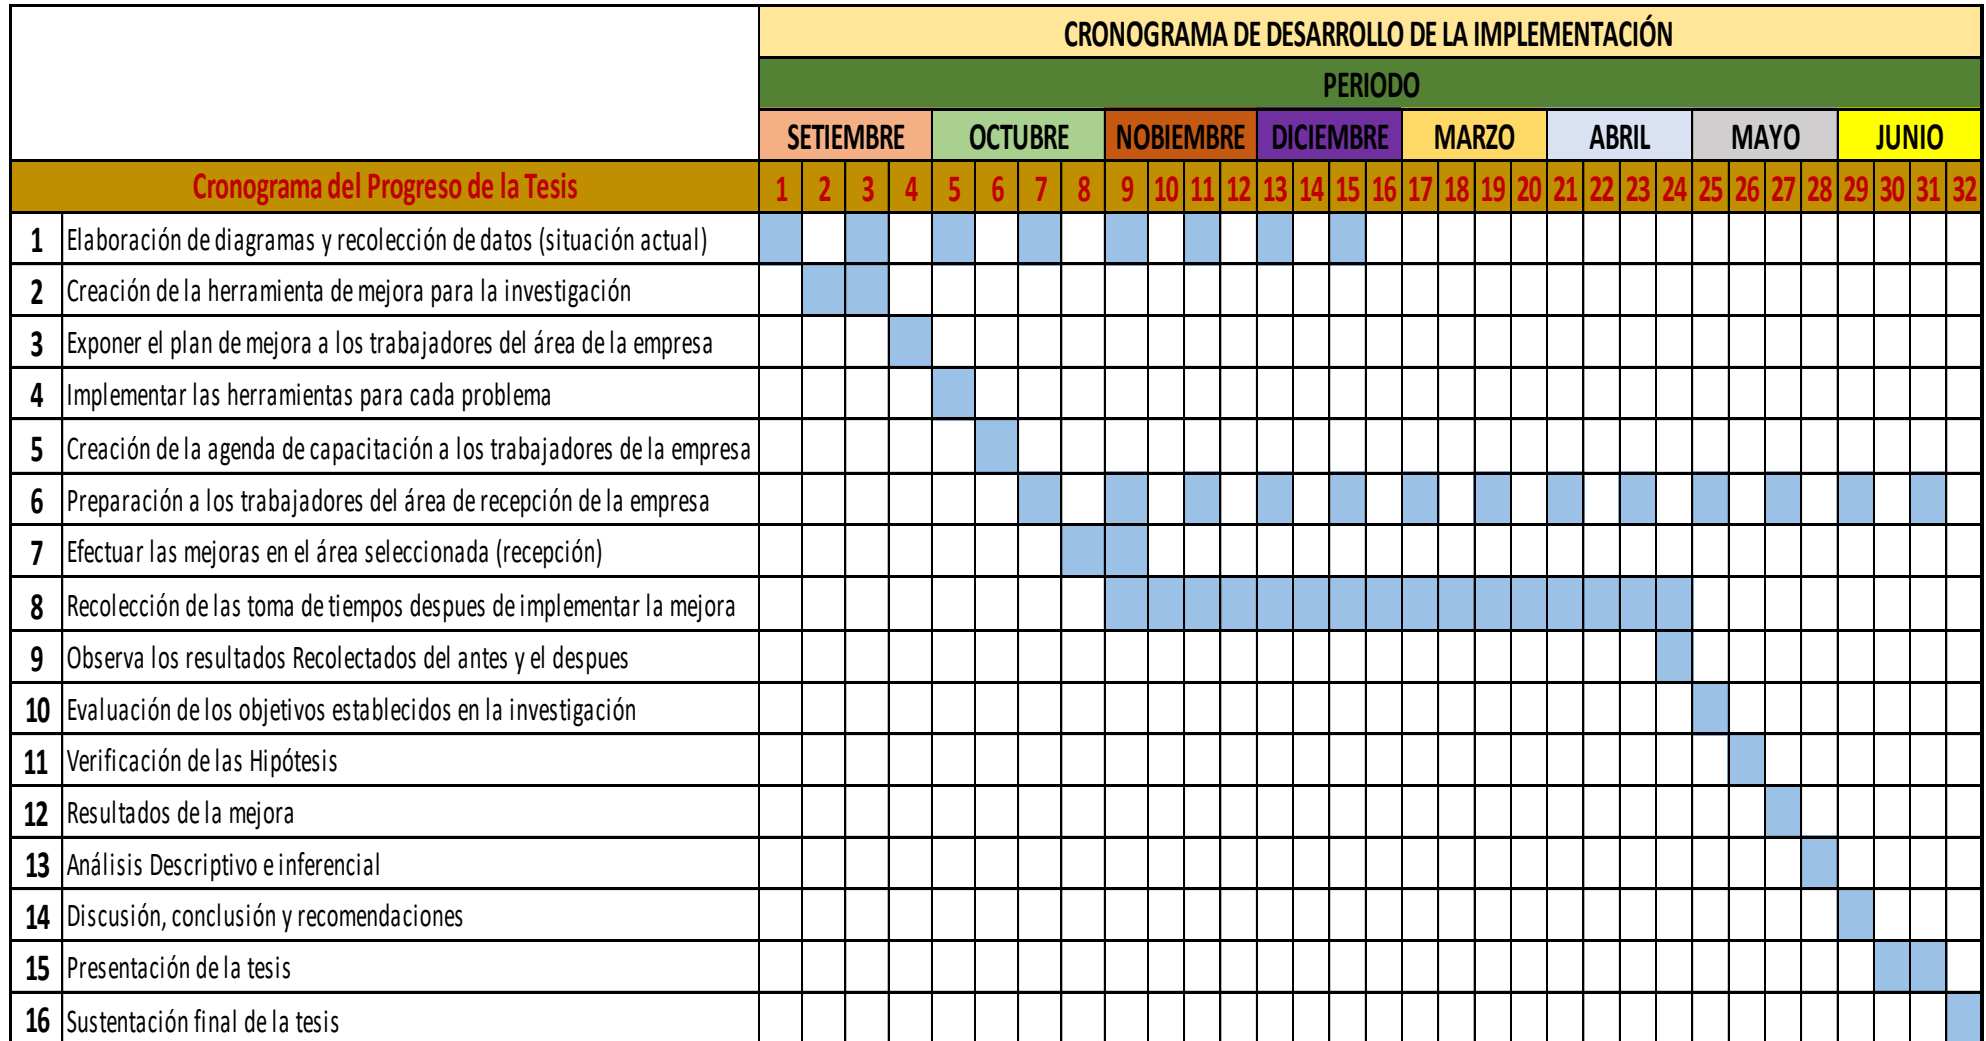 CRONOGRAMA DE DESARROLLO DE LA IMPLEMENTACIÓN
PERIODO
SETIEMBRE OCTUBRE NOBIEMBRE DICIEMBRE MARZO ABRIL MAYO JUNIO
Cronograma del Progreso de la Tesis 1 2 3 4 5 6 7 8 9 10 11 12 13 14 15 16 17 18 19 20 21 22 23 24 25 26 27 28 29 30 31 32
1 Elaboración de diagramas y recolección de datos (situación actual)
2 Creación de la herramienta de mejora para la investigación
3 Exponer el plan de mejora a los trabajadores del área de la empresa
4 Implementar las herramientas para cada problema
5 Creación de la agenda de capacitación a los trabajadores de la empresa
6 Preparación a los trabajadores del área de recepción de la empresa
7 Efectuar las mejoras en el área seleccionada (recepción)
8 Recolección de las toma de tiempos despues de implementar la mejora
9 Observa los resultados Recolectados del antes y el despues
10 Evaluación de los objetivos establecidos en la investigación
11 Verificación de las Hipótesis
12 Resultados de la mejora
13 Análisis Descriptivo e inferencial
14 Discusión, conclusión y recomendaciones
15 Presentación de la tesis
16 Sustentación final de la tesis